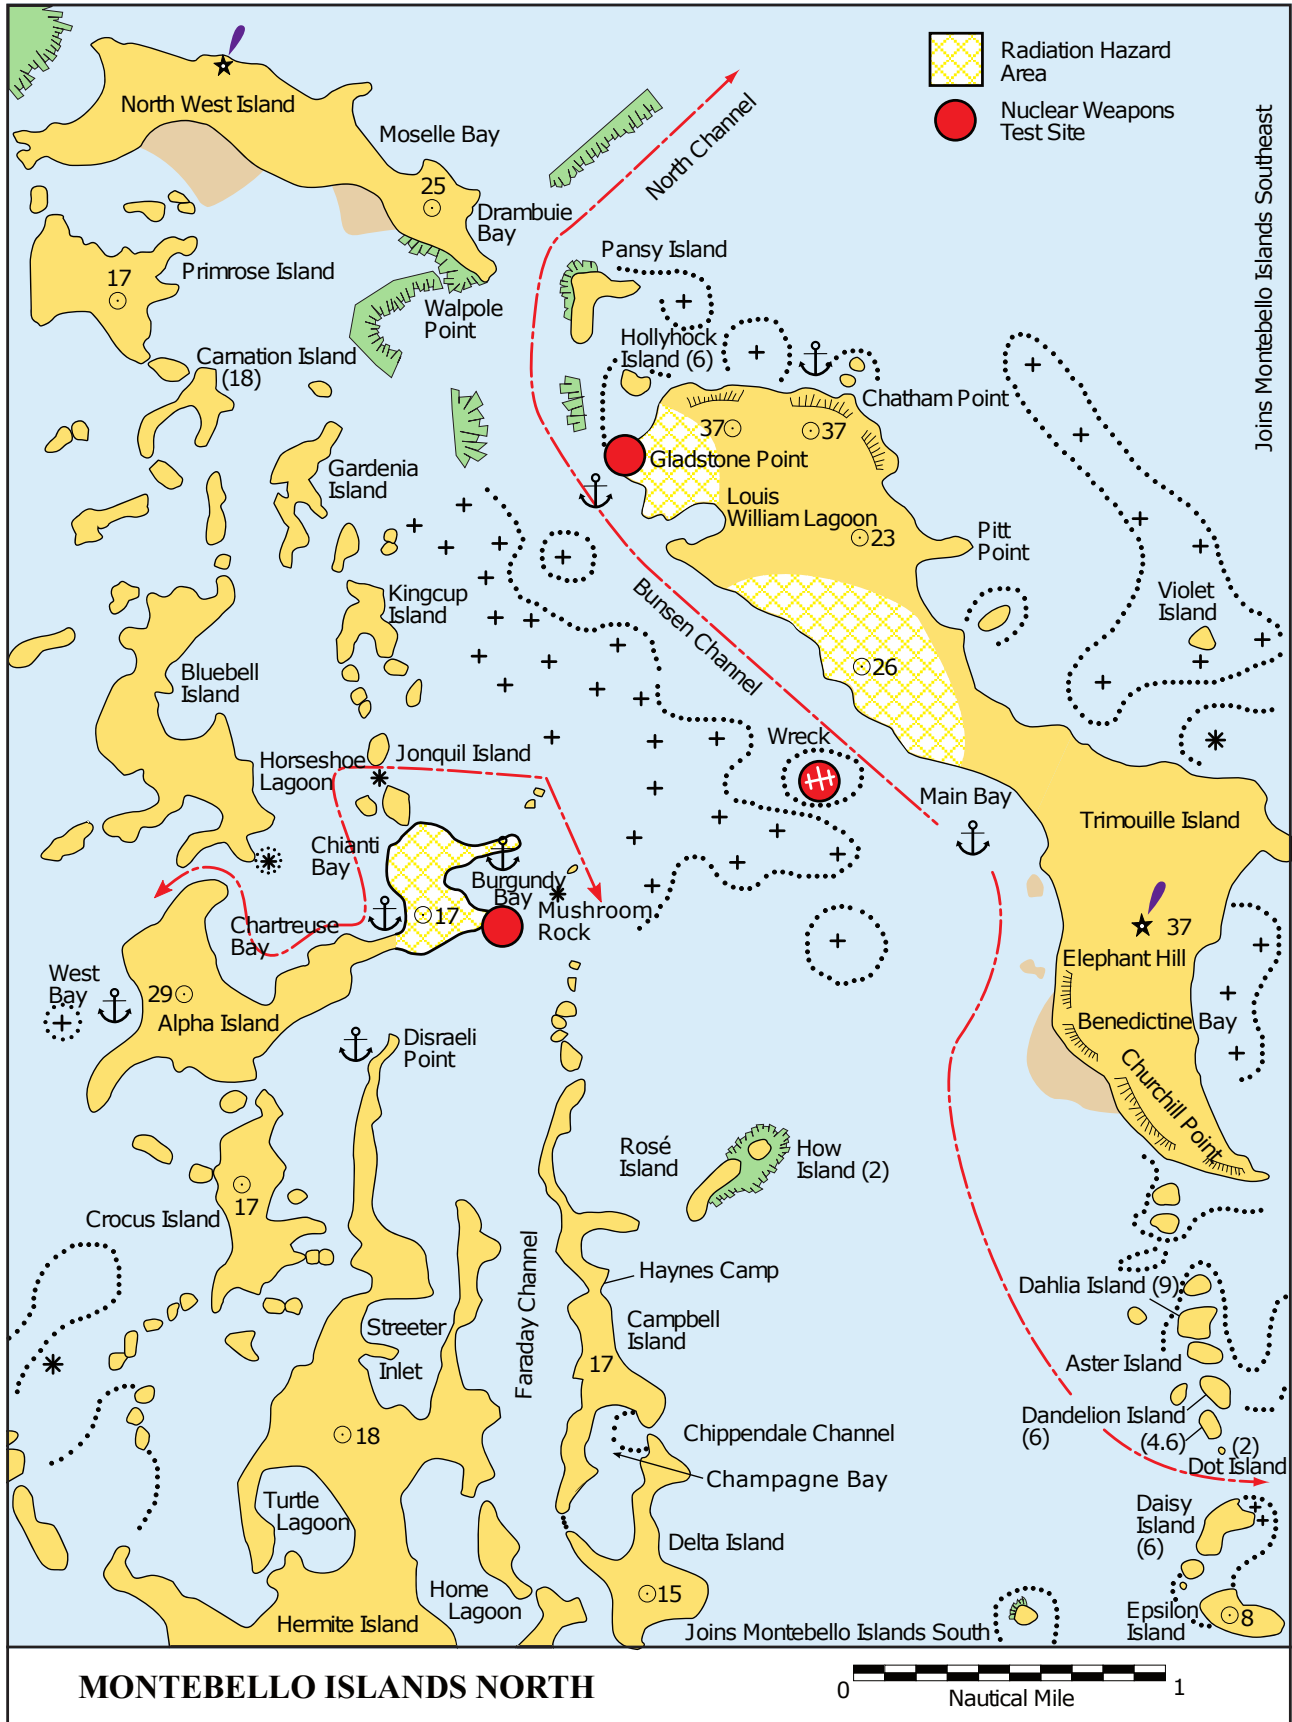 Radiation Hazard
Area
Nuclear Weapons
Test Site
Joins Montebello Islands Southeast
North West Island
Moselle Bay
25
Drambuie
Bay
North Channel
Pansy Island
Primrose Island
17
Walpole
Point
Hollyhock
Island (6)
Carnation Island
(18)
Chatham Point
37
37
Gladstone Point
Gardenia
Island
Louis
William Lagoon
23
Pitt
Point
Kingcup
Island
Bunsen Channel
Violet
Island
Bluebell
Island
26
Wreck
Horseshoe
Lagoon
Jonquil Island
Main Bay
Trimouille Island
Chianti
Bay
Burgundy
Bay
17
Mushroom
Rock
Chartreuse
Bay
37
Elephant Hill
West
Bay
29
Alpha Island
Benedictine Bay
Disraeli
Point
Churchill Point
Rosé
Island
How
Island (2)
17
Crocus Island
Faraday Channel
Haynes Camp
Dahlia Island (9)
Streeter
Inlet
Campbell
Island
17
Aster Island
Dandelion Island
(6)
(4.6)
(2)
Dot Island
18
Chippendale Channel
Champagne Bay
Turtle
Lagoon
Daisy
Island
(6)
Delta Island
Home
Lagoon
15
Hermite Island
Epsilon
Island
8
Joins Montebello Islands South
MONTEBELLO ISLANDS NORTH
0
1
Nautical Mile